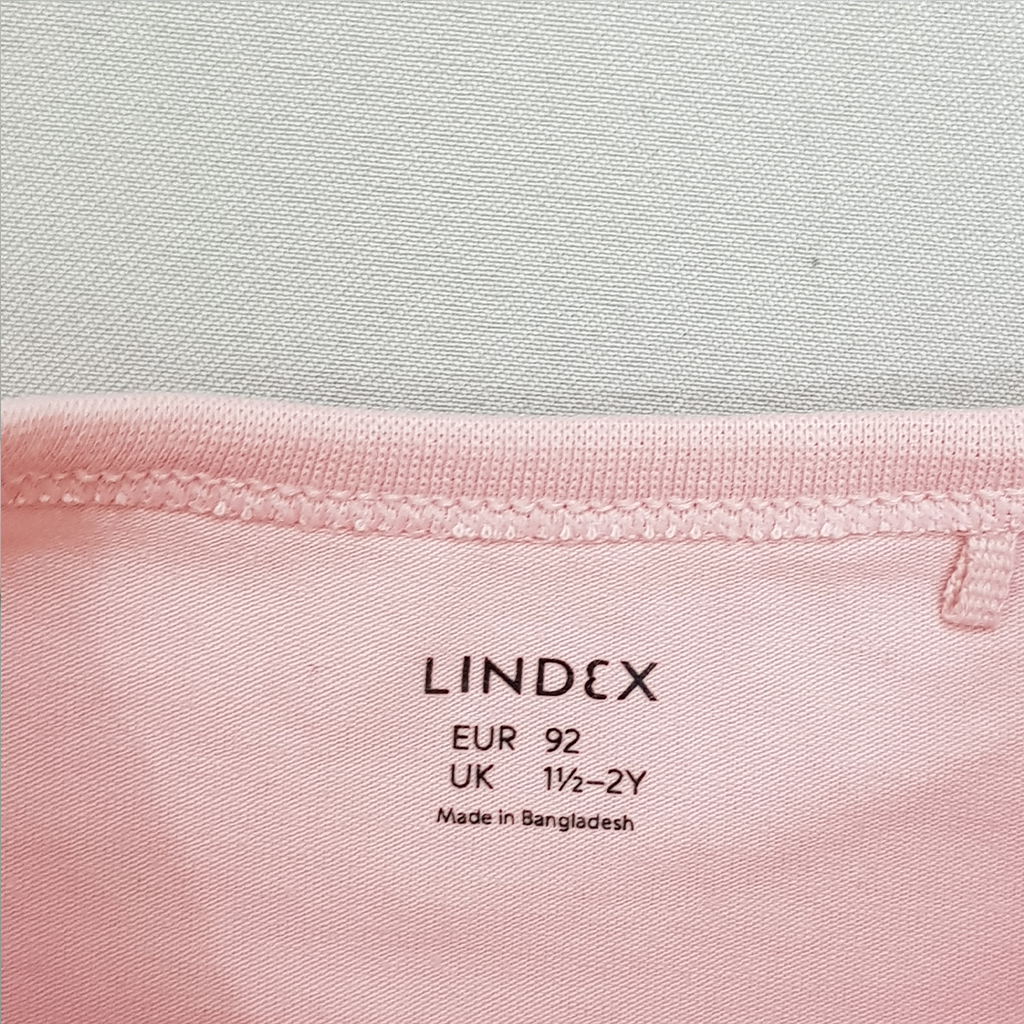 LINDEX
EUR 92
UK 1½–2Y
Made in Bangladesh